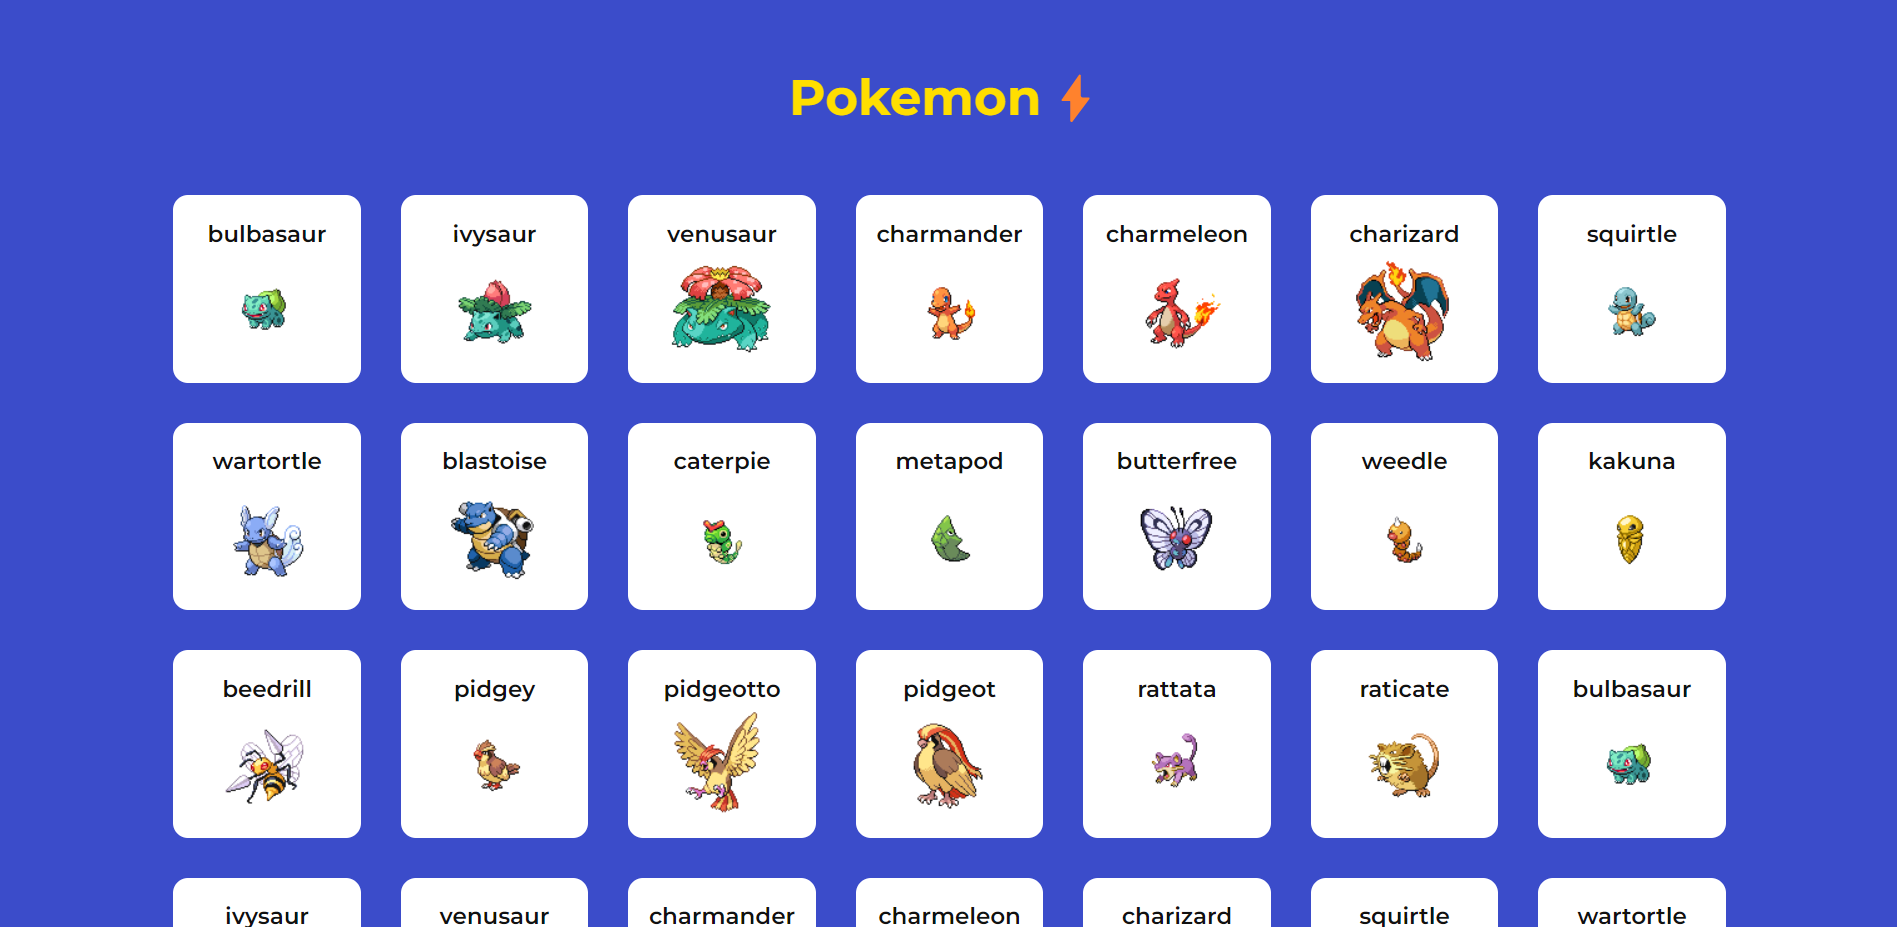 Pokemon
bulbasaur ivysaur venusaur charmander charmeleon charizard squirtle
wartortle blastoise caterpie metapod butterfree weedle kakuna
beedrill pidgey pidgeotto pidgeot rattata raticate bulbasaur
ivysaur venusaur charmander charmeleon charizard squirtle wartortle